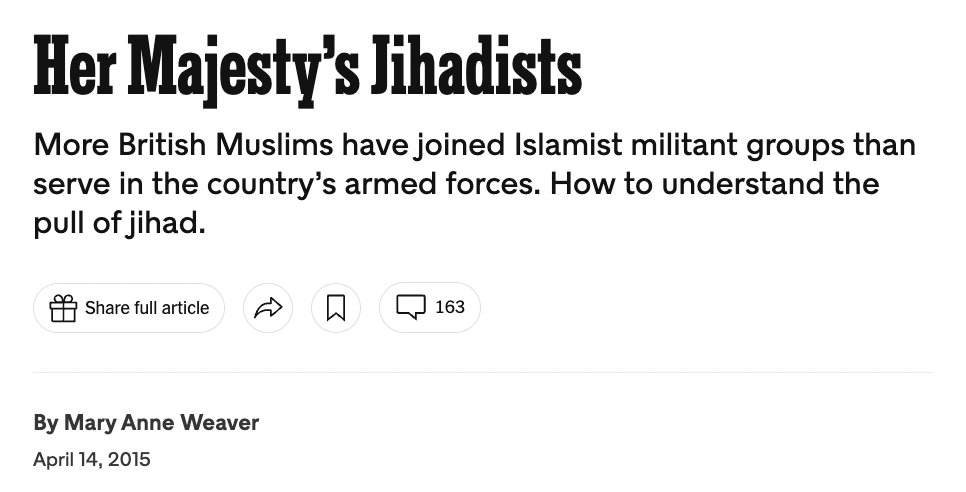 Her Majesty’s Jihadists
More British Muslims have joined Islamist militant groups than
serve in the country’s armed forces. How to understand the
pull of jihad.
Share full article
163
By Mary Anne Weaver
April 14, 2015